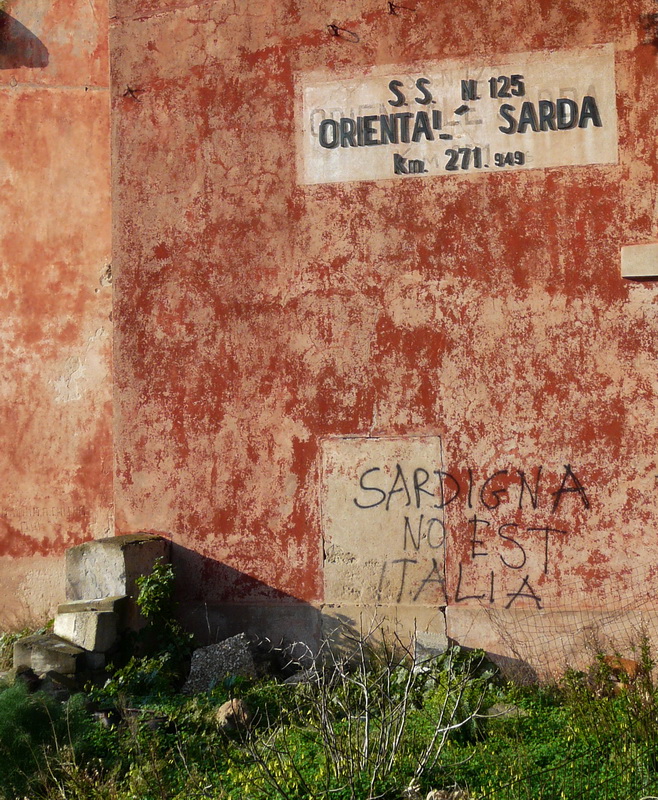 S.S. N. 125
ORIENTALE SARDA
Km. 271.949
SARDIGNA
NO EST
ITALIA